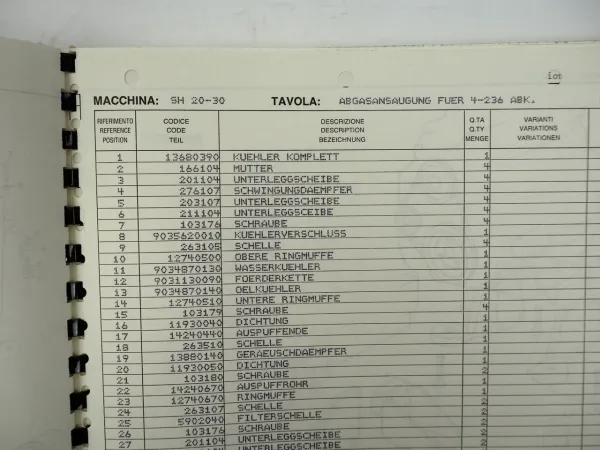 iot
MACCHINA: SH 20-30 TAVOLA: ABGASANSAUGUNG FUER 4-236 ABK.
RIFERIMENTO CODICE DESCRIZIONE Q.TA VARIANTI
REFERENCE CODE DESCRIPTION Q.TY VARIATIONS
POSITION TEIL BEZEICHNUNG MENGE VARIATIONEN
1 13680390 KUEHLER KOMPLETT 1
2 166104 MUTTER 4
3 201104 UNTERLEGGSCHEIBE 4
4 276107 SCHWINGUNGDAEMPFER 4
5 203107 UNTERLEGGSCHEIBE 4
6 211104 UNTERLEGGSCEIBE 4
7 103176 SCHRAUBE 4
8 9035620010 KUEHLERVERSCHLUSS 1
9 263105 SCHELLE 4
10 12740500 OBERE RINGMUFFE 1
11 9034870130 WASSERKUEHLER 1
12 9031130090 FOERDERKETTE 1
13 9034870140 OELKUEHLER 1
14 12740510 UNTERE RINGMUFFE 1
15 103179 SCHRAUBE 4
16 11930040 DICHTUNG 1
17 14240440 AUSPUFFENDE 1
18 263510 SCHELLE 1
19 13880140 GERAEUSCHDAEMPFER 1
20 11930050 DICHTUNG 2
21 103180 SCHRAUBE 2
22 14240670 AUSPUFFROHR 1
23 12740670 RINGMUFFE 2
24 263107 SCHELLE 2
25 5902040 FILTERSCHELLE 2
26 103176 SCHRAUBE 2
27 201104 UNTERLEGGSCHEIBE 2
UNTERLEGGSCHEIBE